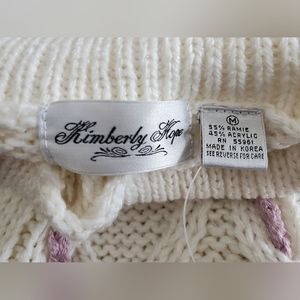 Kimberly Hope
M
55% RAMIE
45% ACRYLIC
RN 55961
MADE IN KOREA
SEE REVERSE FOR CARE